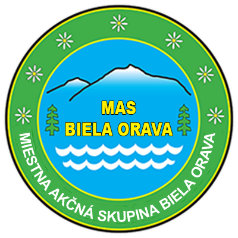 MAS
BIELA ORAVA
MIESTNA AKČNÁ SKUPINA BIELA ORAVA